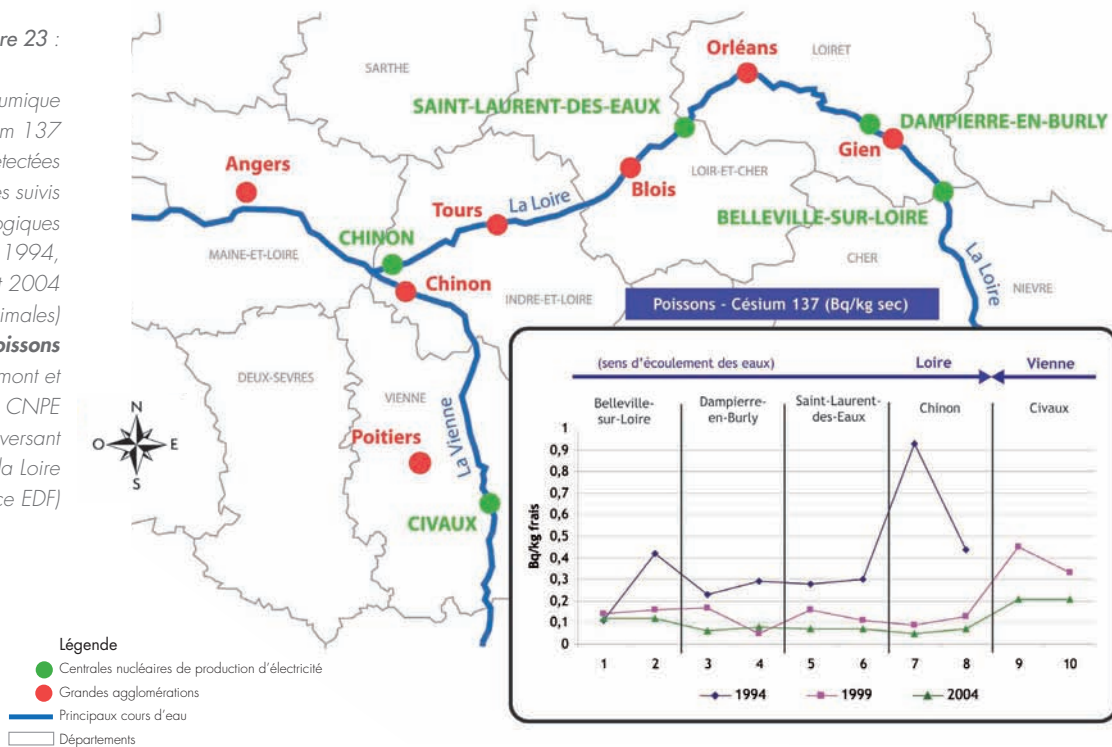 re 23 :
umique
m 137
étectées
es suivis
ogiques
1994,
t 2004
nimales)
oissons
mont et
CNPE
versant
la Loire
ce EDF)
SARTHE
Orléans
LOIRET
SAINT-LAURENT-DES-EAUX
DAMPIERRE-EN-BURLY
Gien
Angers
LOIR-ET-CHER
Blois
La Loire
Tours
BELLEVILLE-SUR-LOIRE
CHINON
MAINE-ET-LOIRE
CHER
La Loire
Chinon
INDRE-ET-LOIRE
NIEVRE
Poissons - Césium 137 (Bq/kg sec)
DEUX-SEVRES
VIENNE
La Vienne
Poitiers
CIVAUX
N
O E
S
(sens d'écoulement des eaux) Loire Vienne
Belleville-
sur-Loire
Dampierre-
en-Burly
Saint-Laurent-
des-Eaux
Chinon
Civaux
Bq/kg frais
1
0,9
0,8
0,7
0,6
0,5
0,4
0,3
0,2
0,1
0
1 2 3 4 5 6 7 8 9 10
1994 1999 2004
Légende
Centrales nucléaires de production d'électricité
Grandes agglomérations
Principaux cours d'eau
Départements